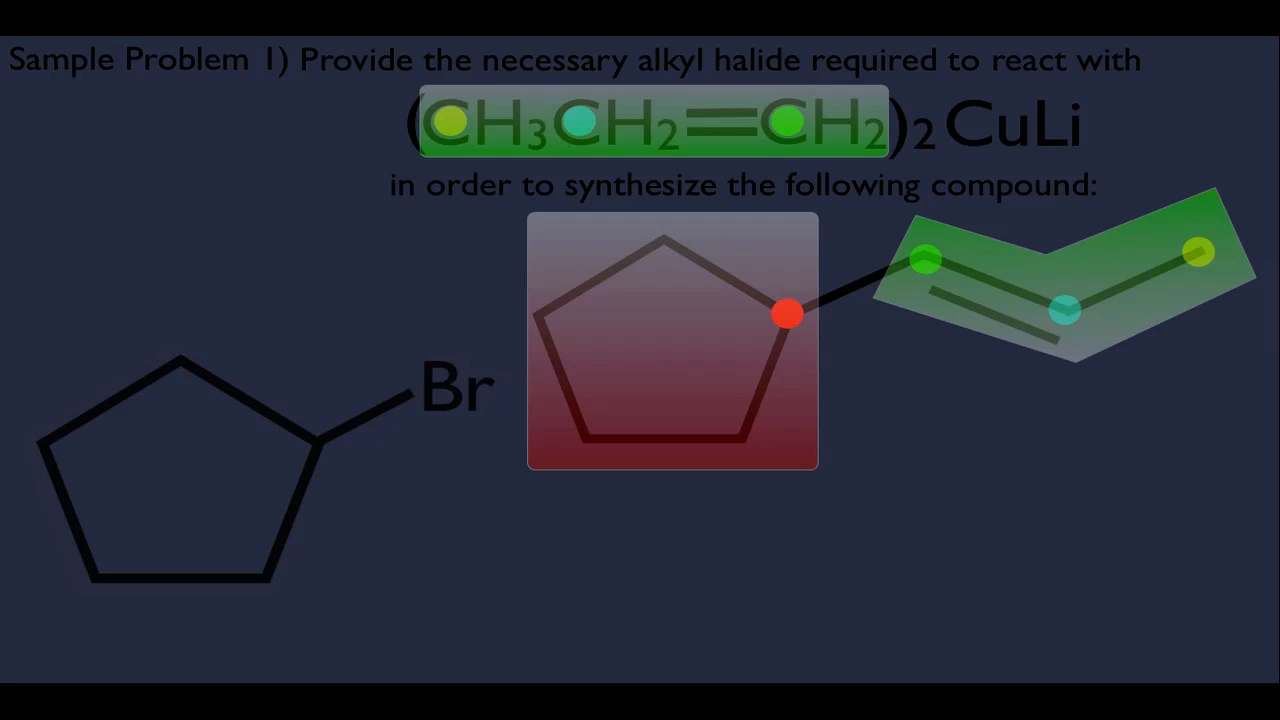 Sample Problem 1) Provide the necessary alkyl halide required to react with
(CH₃CH₂=CH₂)₂CuLi
in order to synthesize the following compound:
Br